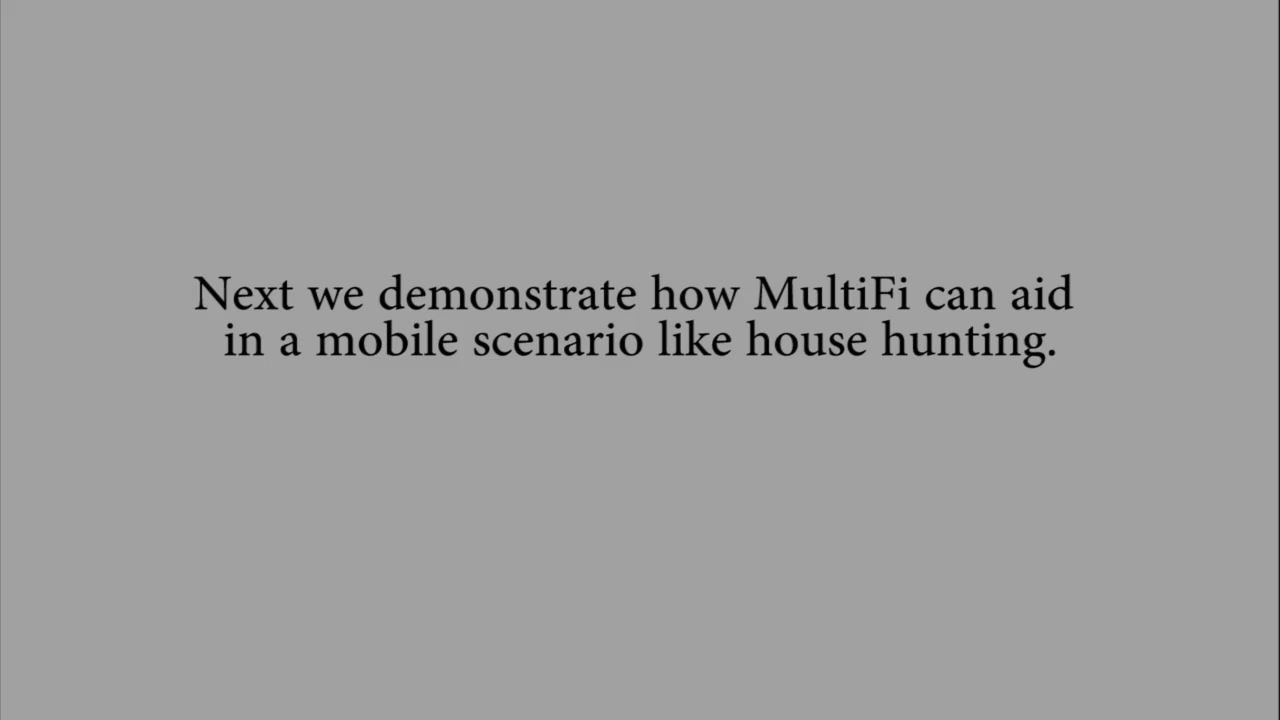 Next we demonstrate how MultiFi can aid
in a mobile scenario like house hunting.